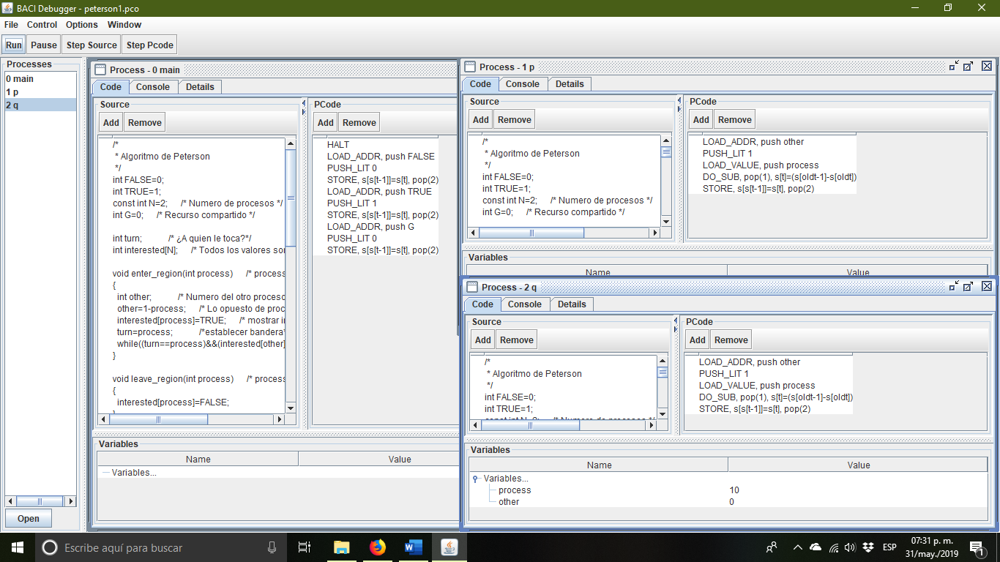 BACI Debugger - peterson1.pco
File Control Options Window
Run Pause Step Source Step Pcode
Processes
0 main
1 p
2 q
Open
Process - 0 main
Code Console Details
Source
Add Remove
/*
* Algoritmo de Peterson
*/
int FALSE=0;
int TRUE=1;
const int N=2; /* Numero de procesos */
int G=0; /* Recurso compartido */
int turn; /* ¿A quien le toca?*/
int interested[N]; /* Todos los valores son
void enter_region(int process) /* process
{
int other; /* Numero del otro proceso
other=1-process; /* Lo opuesto de proc
interested[process]=TRUE; /* mostrar in
turn=process; /*establecer bandera*
while((turn==process)&&(interested[other]
}
void leave_region(int process) /* process
{
interested[process]=FALSE;
PCode
Add Remove
HALT
LOAD_ADDR, push FALSE
PUSH_LIT 0
STORE, s[s[t-1]]=s[t], pop(2)
LOAD_ADDR, push TRUE
PUSH_LIT 1
STORE, s[s[t-1]]=s[t], pop(2)
LOAD_ADDR, push G
PUSH_LIT 0
STORE, s[s[t-1]]=s[t], pop(2)
Variables
Name Value
Variables...
Process - 1 p
Code Console Details
Source
Add Remove
/*
* Algoritmo de Peterson
*/
int FALSE=0;
int TRUE=1;
const int N=2; /* Numero de procesos */
int G=0; /* Recurso compartido */
PCode
Add Remove
LOAD_ADDR, push other
PUSH_LIT 1
LOAD_VALUE, push process
DO_SUB, pop(1), s[t]=(s[oldt-1]-s[oldt])
STORE, s[s[t-1]]=s[t], pop(2)
Variables
Name Value
Process - 2 q
Code Console Details
Source
Add Remove
/*
* Algoritmo de Peterson
*/
int FALSE=0;
int TRUE=1;
const int N=2; /* Numero de procesos */
PCode
Add Remove
LOAD_ADDR, push other
PUSH_LIT 1
LOAD_VALUE, push process
DO_SUB, pop(1), s[t]=(s[oldt-1]-s[oldt])
STORE, s[s[t-1]]=s[t], pop(2)
Variables
Name Value
Variables...
process 10
other 0
Escribe aquí para buscar
ESP
07:31 p. m.
31/may./2019
1